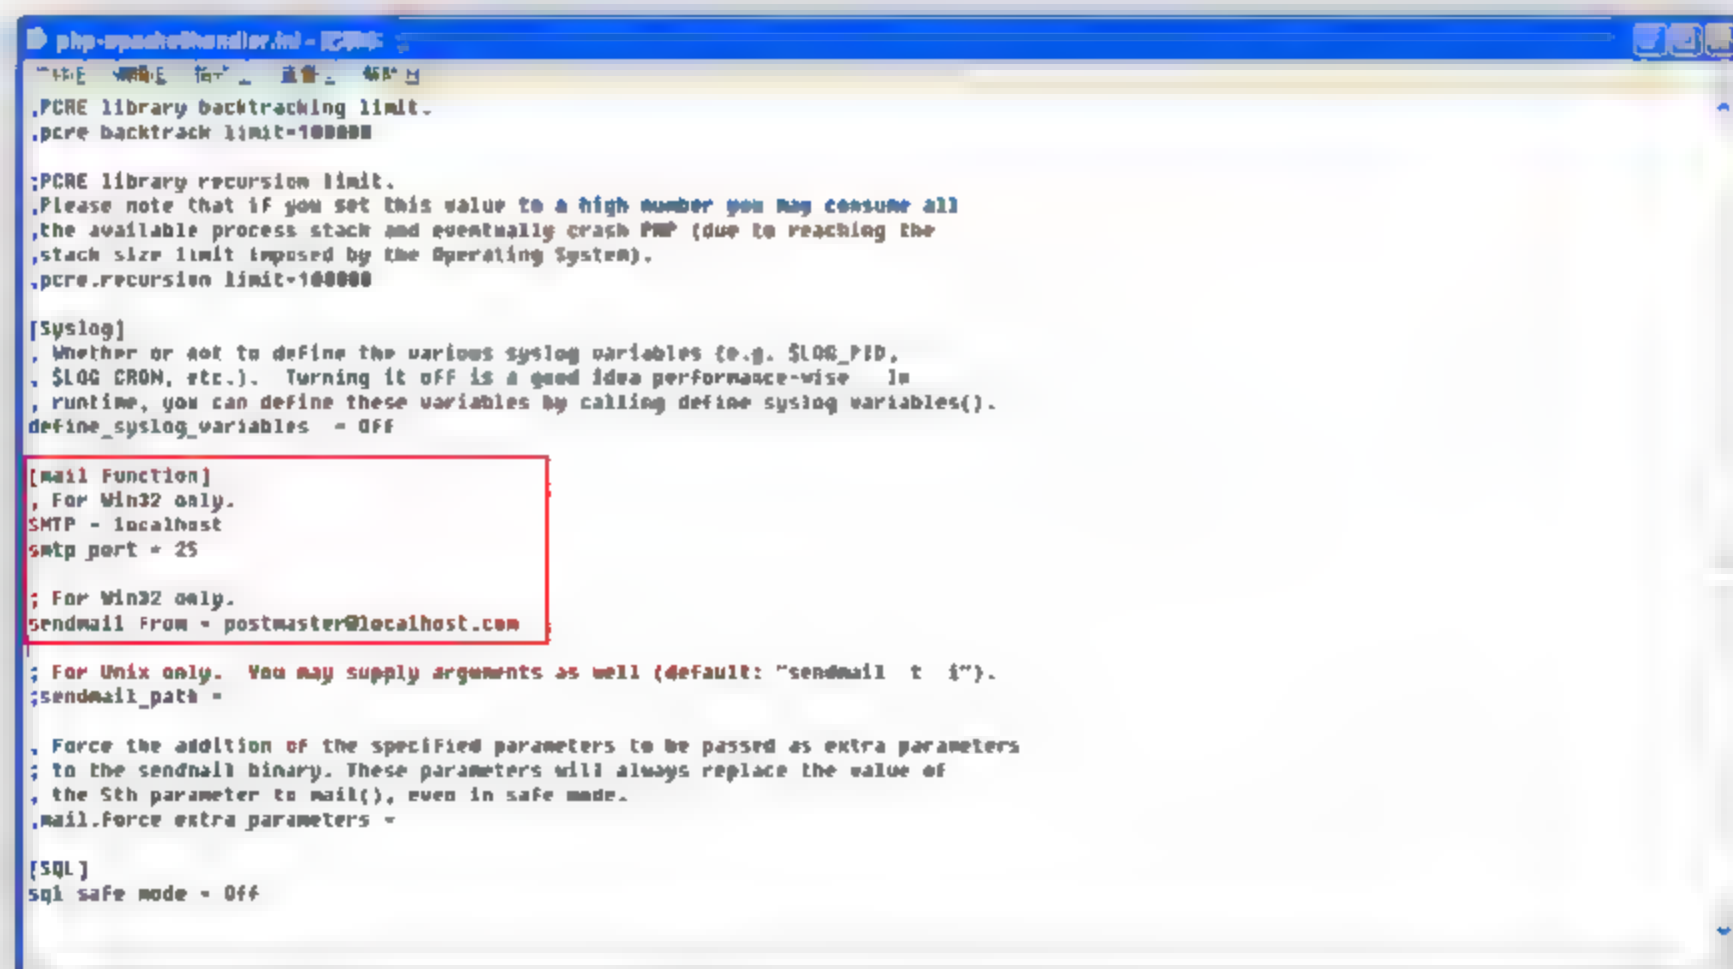 php-apache2handler.ini -
;PCRE library backtracking limit.
;pcre.backtrack_limit=100000
;PCRE library recursion limit.
;Please note that if you set this value to a high number you may consume all
;the available process stack and eventually crash PHP (due to reaching the
;stack size limit imposed by the Operating System).
;pcre.recursion_limit=100000
[Syslog]
; Whether or not to define the various syslog variables (e.g. $LOG_PID,
; $LOG_CRON, etc.).  Turning it off is a good idea performance-wise.  In
; runtime, you can define these variables by calling define_syslog_variables().
define_syslog_variables  = Off
[mail function]
; For Win32 only.
SMTP = localhost
smtp_port = 25
; For Win32 only.
sendmail_from = postmaster@localhost.com
; For Unix only.  You may supply arguments as well (default: "sendmail -t -i").
;sendmail_path =
; Force the addition of the specified parameters to be passed as extra parameters
; to the sendmail binary. These parameters will always replace the value of
; the 5th parameter to mail(), even in safe mode.
;mail.force_extra_parameters =
[SQL]
sql.safe_mode = Off